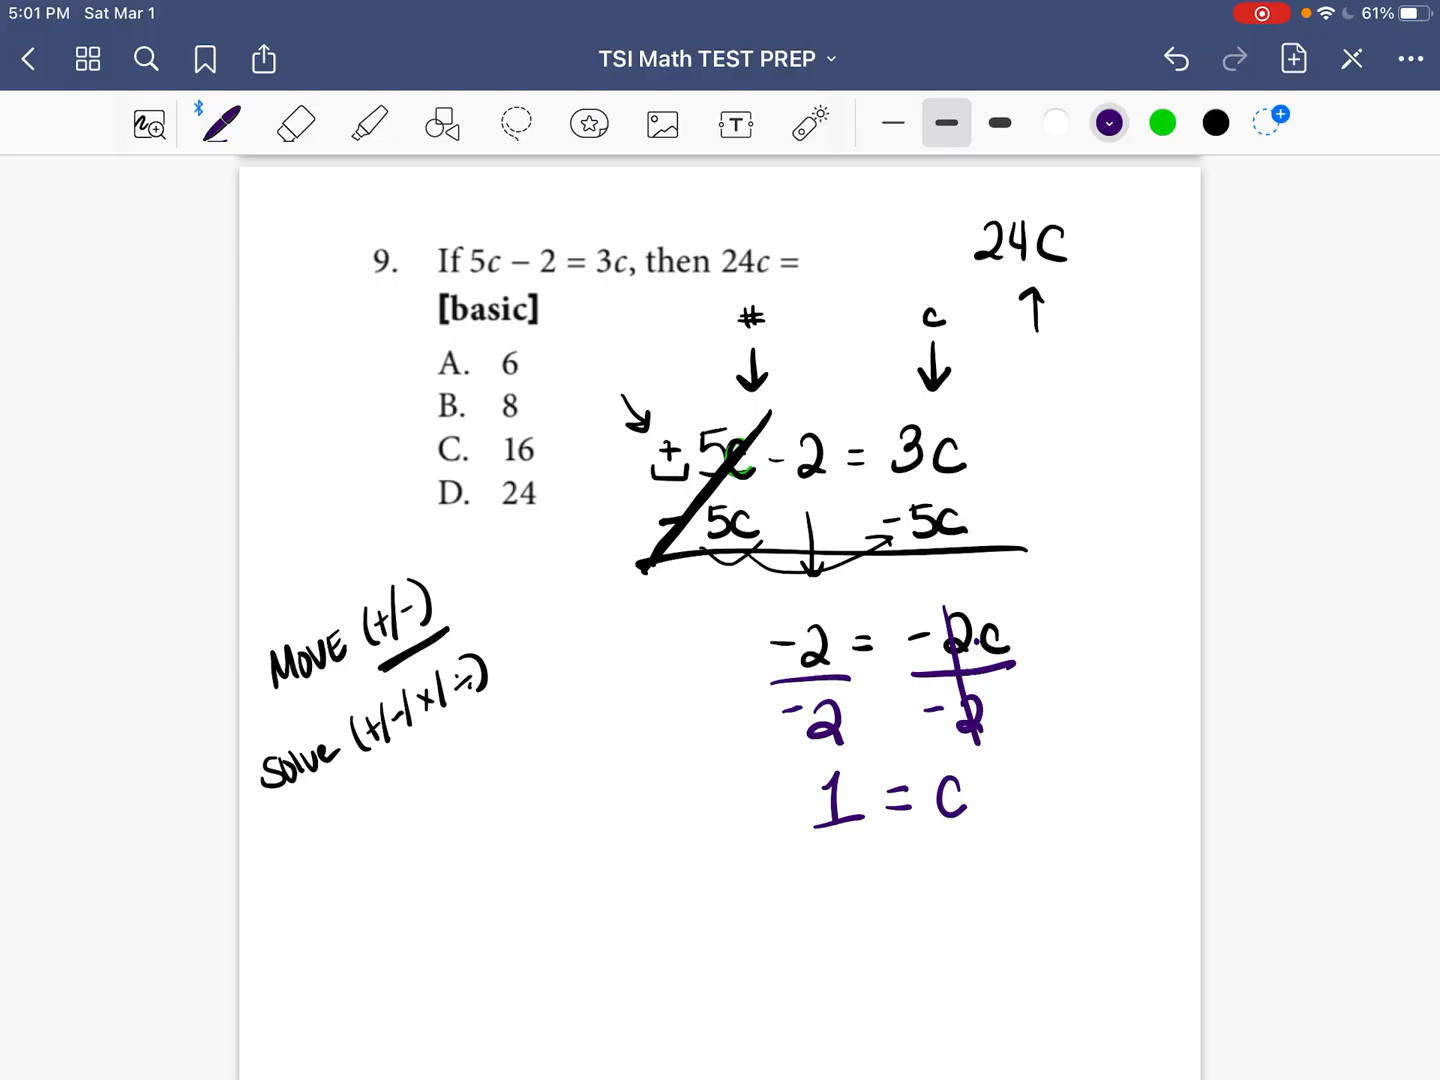 5:01 PM Sat Mar 1
61%
TSI Math TEST PREP
T
24C
9. If 5c − 2 = 3c, then 24c =
[basic]
# c
A. 6
B. 8
C. 16
D. 24
+ 5c - 2 = 3c
- 5c - 5c
MOVE (+/-)
-2 = -2·c
-2 -2
Solve (+/-/×/÷)
1 = c